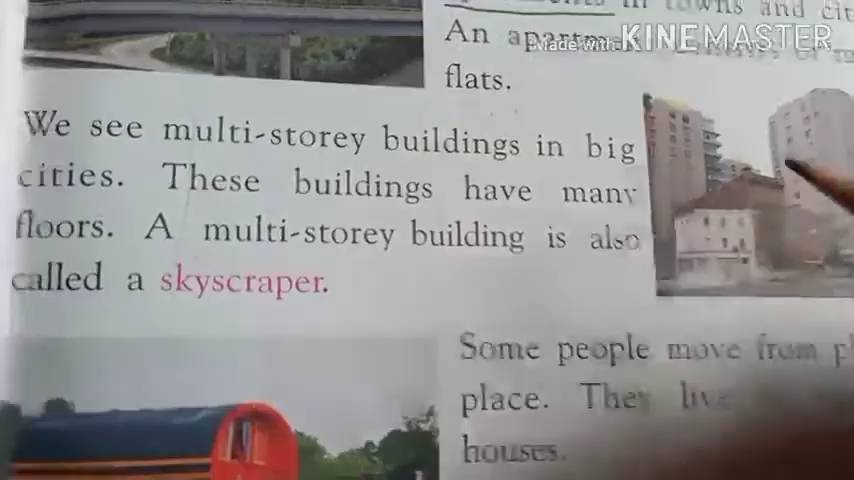 in towns and cit
An
flats.
Made with KINEMASTER
We see multi-storey buildings in big
cities. These buildings have many
floors. A multi-storey building is also
called a skyscraper.
Some people move from pl
place. They
houses.